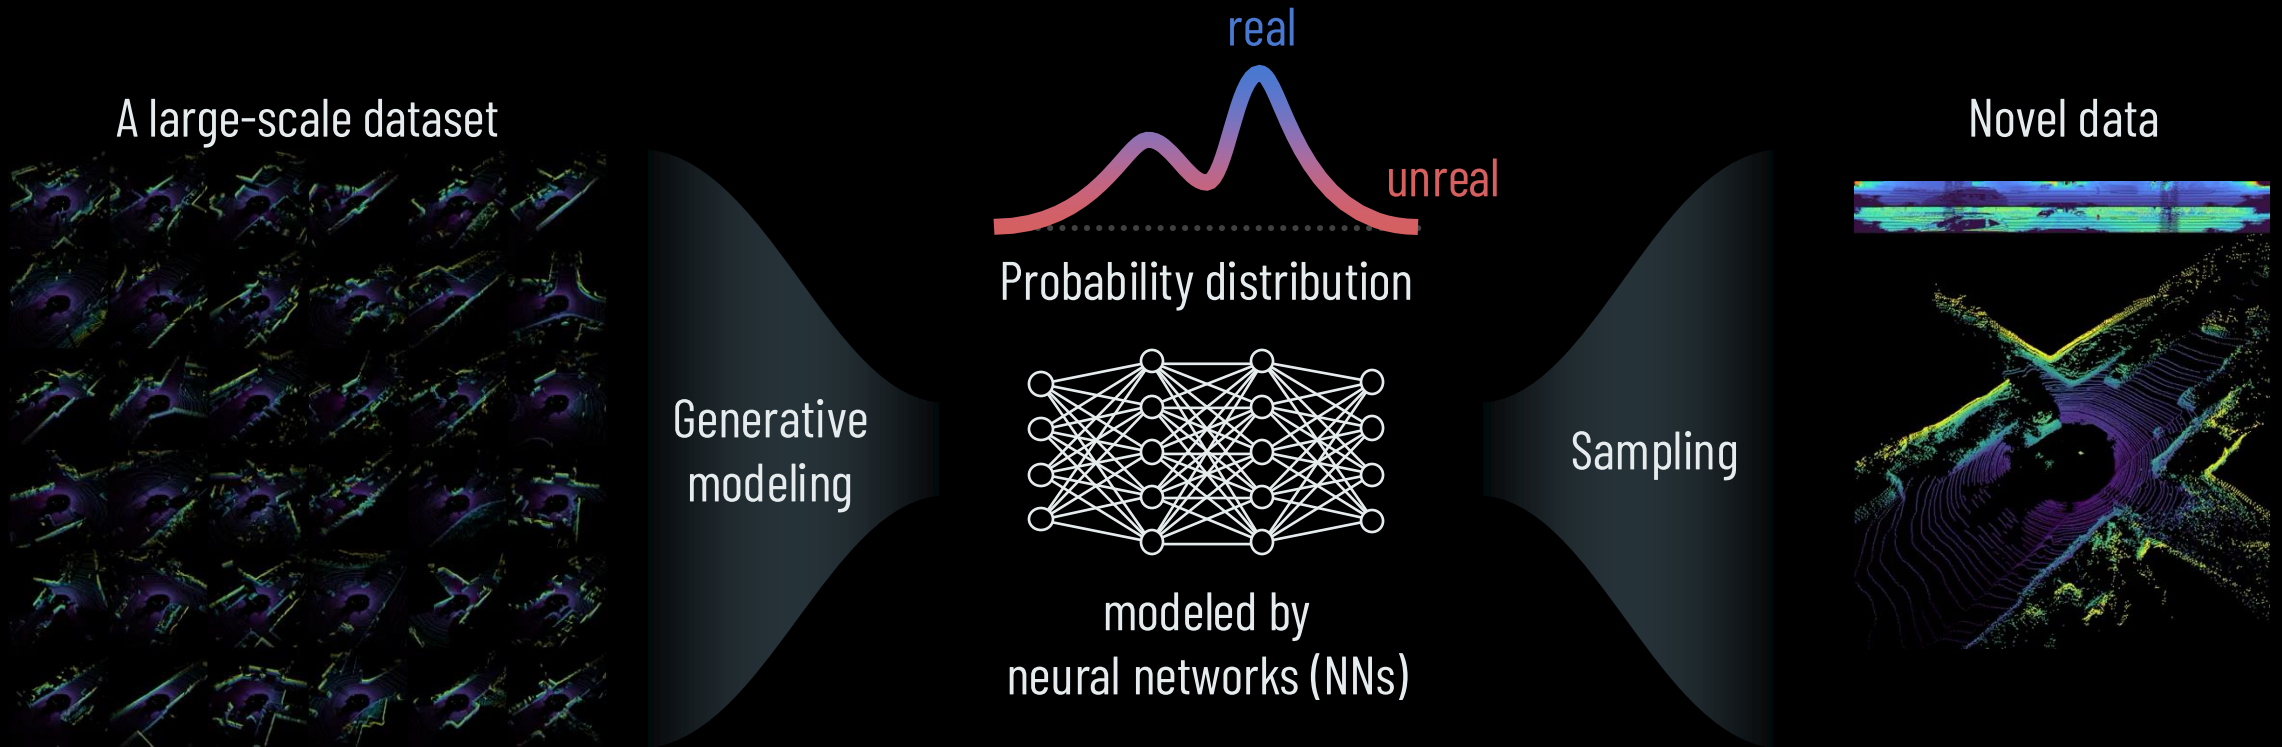 A large-scale dataset
Generative
modeling
real
unreal
Probability distribution
modeled by
neural networks (NNs)
Sampling
Novel data